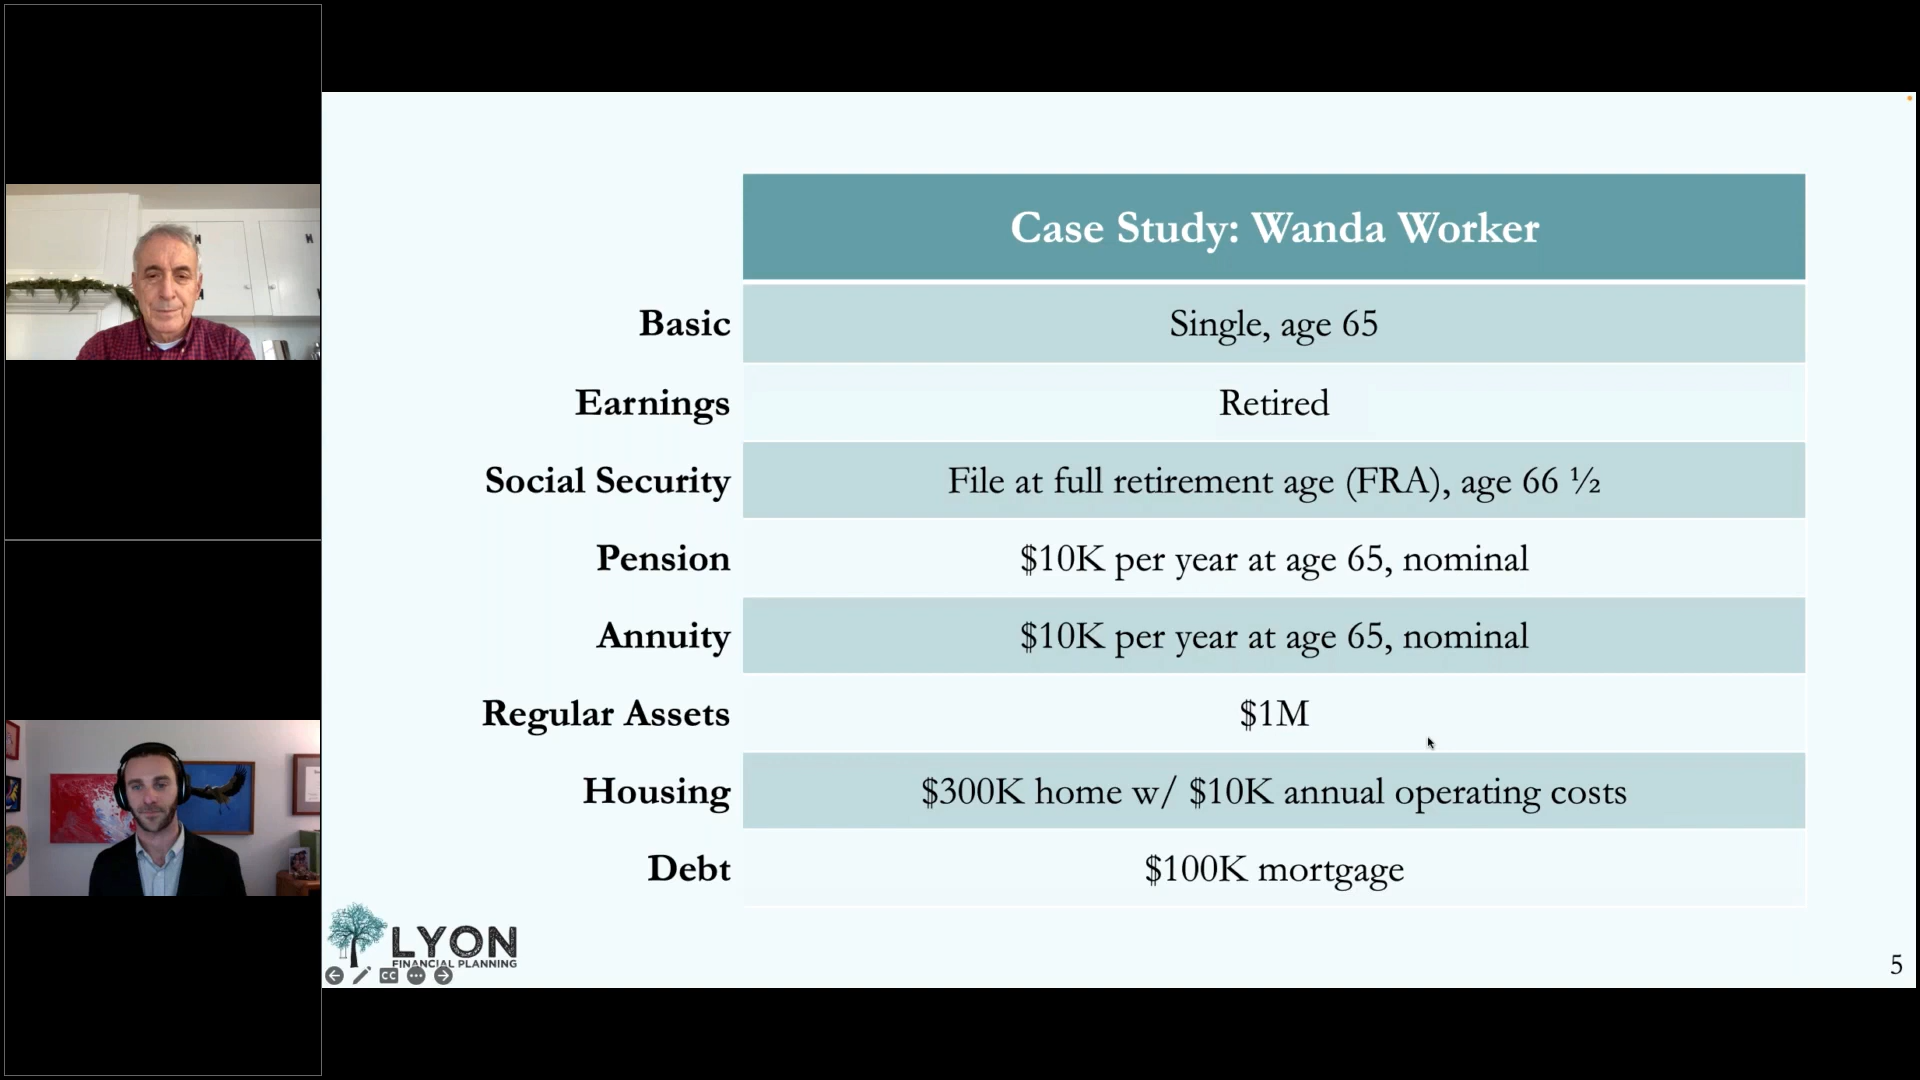 Case Study: Wanda Worker
Basic Single, age 65
Earnings Retired
Social Security File at full retirement age (FRA), age 66 ½
Pension $10K per year at age 65, nominal
Annuity $10K per year at age 65, nominal
Regular Assets $1M
Housing $300K home w/ $10K annual operating costs
Debt $100K mortgage
LYON
FINANCIAL PLANNING
CC
5